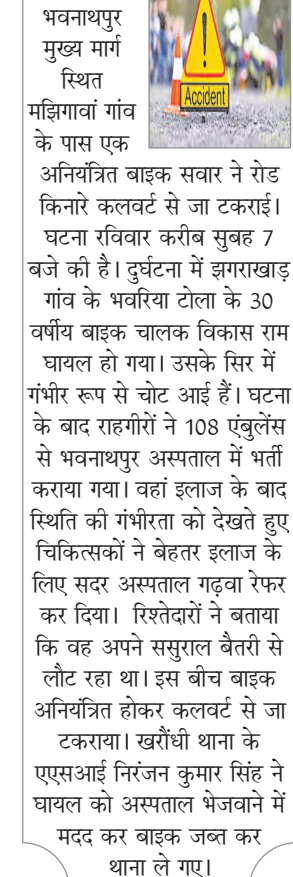 भवनाथपुर
मुख्य मार्ग
स्थित
मझिगावां गांव
के पास एक
Accident
अनियंत्रित बाइक सवार ने रोड
किनारे कलवर्ट से जा टकराई।
घटना रविवार करीब सुबह 7
बजे की है। दुर्घटना में झगराखाड़
गांव के भवरिया टोला के 30
वर्षीय बाइक चालक विकास राम
घायल हो गया। उसके सिर में
गंभीर रूप से चोट आई हैं। घटना
के बाद राहगीरों ने 108 एंबुलेंस
से भवनाथपुर अस्पताल में भर्ती
कराया गया। वहां इलाज के बाद
स्थिति की गंभीरता को देखते हुए
चिकित्सकों ने बेहतर इलाज के
लिए सदर अस्पताल गढ़वा रेफर
कर दिया। रिश्तेदारों ने बताया
कि वह अपने ससुराल बैतरी से
लौट रहा था। इस बीच बाइक
अनियंत्रित होकर कलवर्ट से जा
टकराया। खरौंधी थाना के
एएसआई निरंजन कुमार सिंह ने
घायल को अस्पताल भेजवाने में
मदद कर बाइक जब्त कर
थाना ले गए।